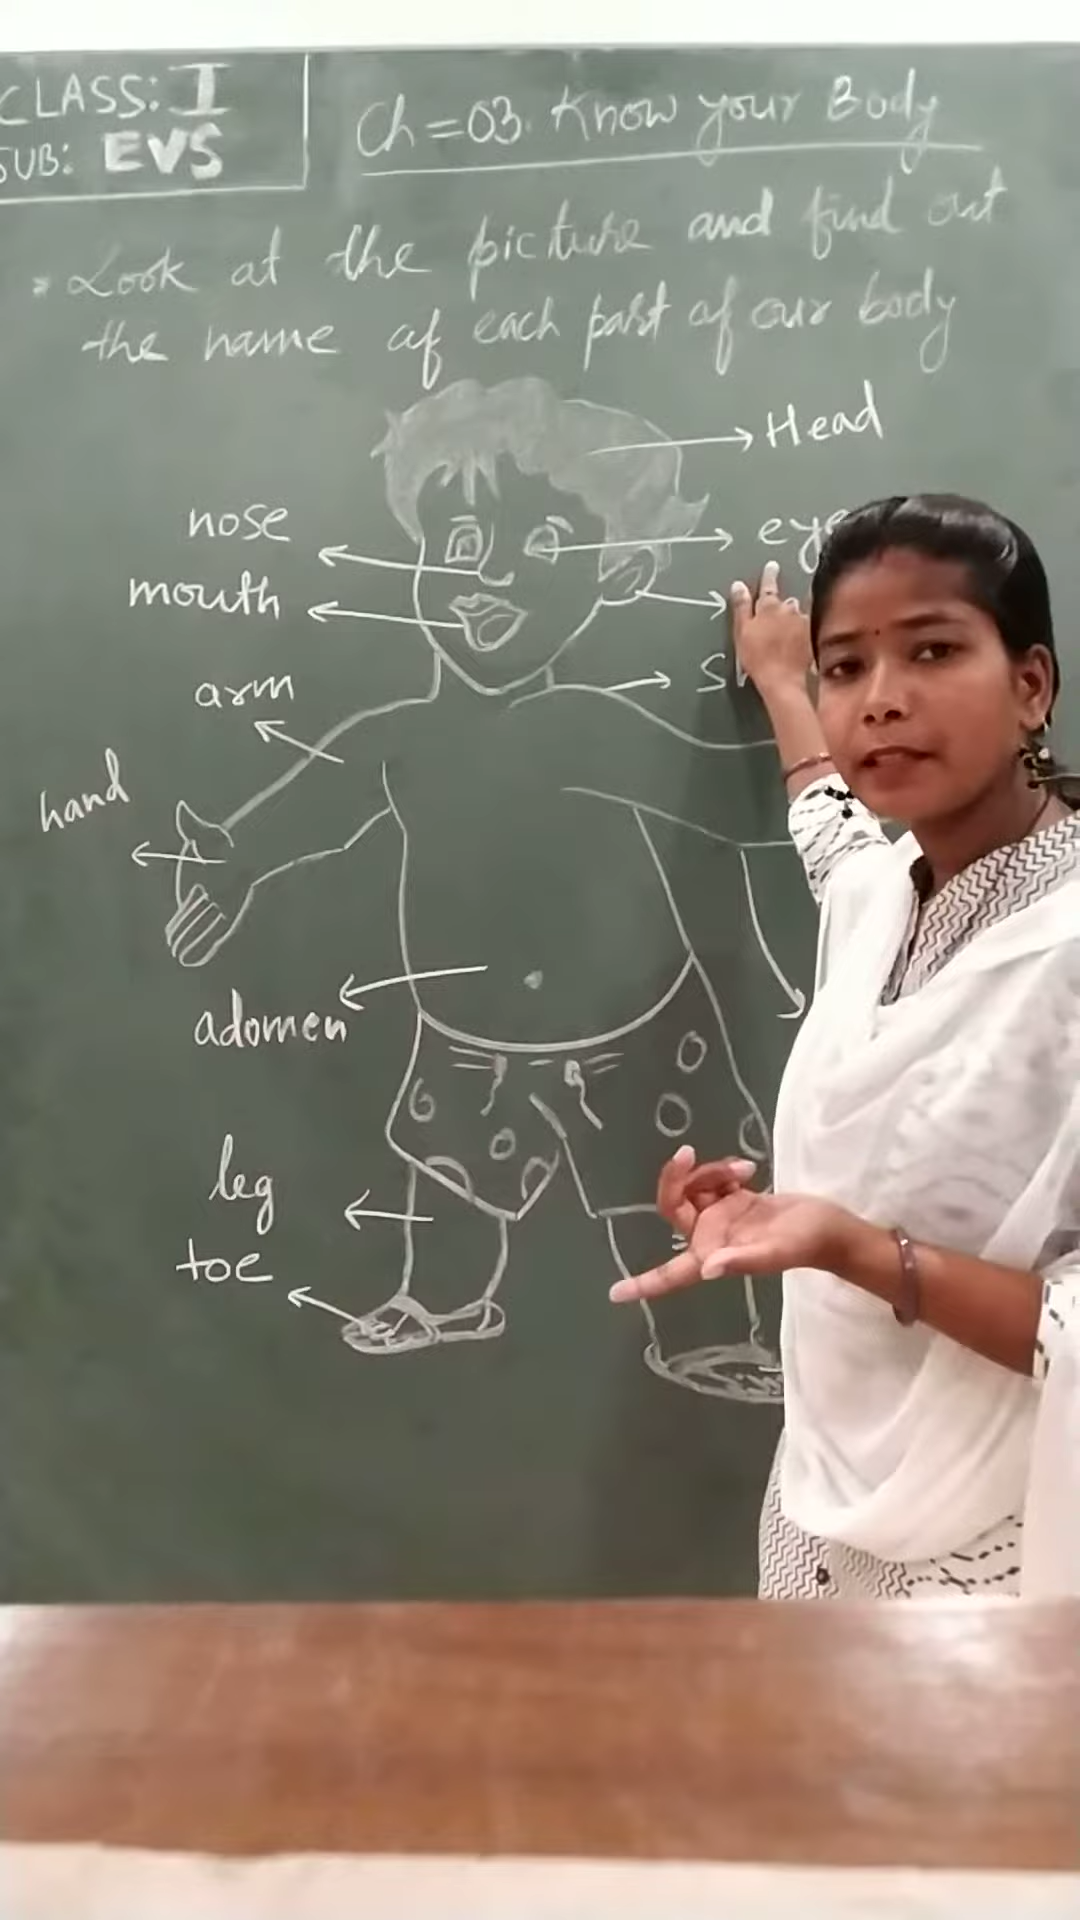 CLASS: I
SUB: EVS
Ch=03. Know your Body
Look at the picture and find out
the name of each part of our body
Head
nose
eye
mouth
arm
hand
adomen
leg
toe